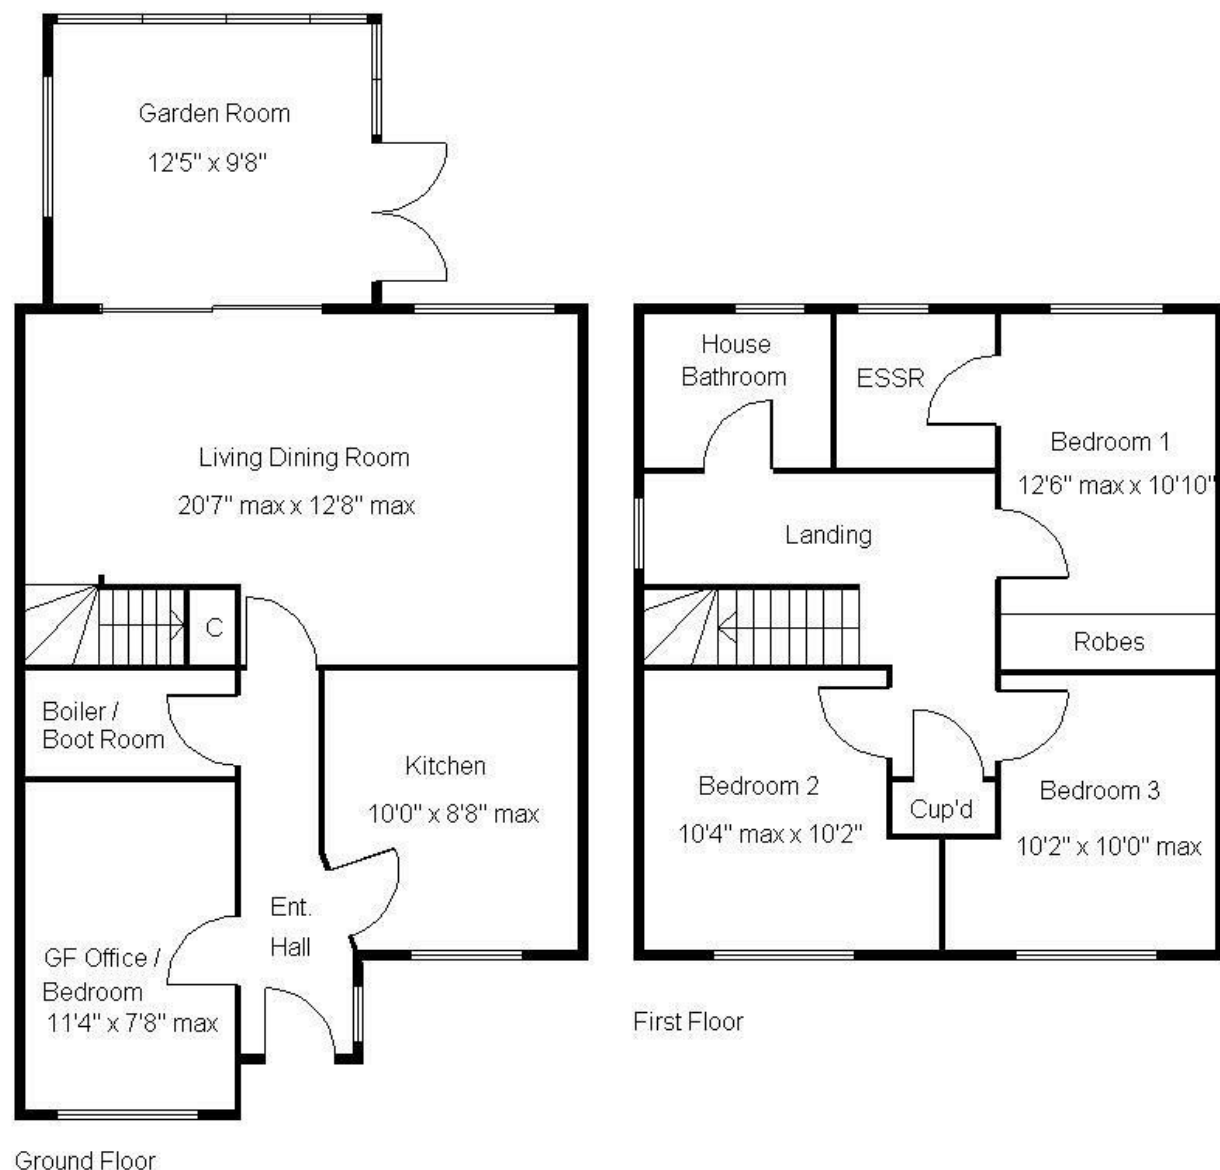 Garden Room
12'5" x 9'8"
Living Dining Room
20'7" max x 12'8" max
C
Boiler /
Boot Room
Kitchen
10'0" x 8'8" max
Ent.
Hall
GF Office /
Bedroom
11'4" x 7'8" max
Ground Floor
House
Bathroom
ESSR
Bedroom 1
12'6" max x 10'10"
Landing
Robes
Bedroom 2
10'4" max x 10'2"
Cup'd
Bedroom 3
10'2" x 10'0" max
First Floor